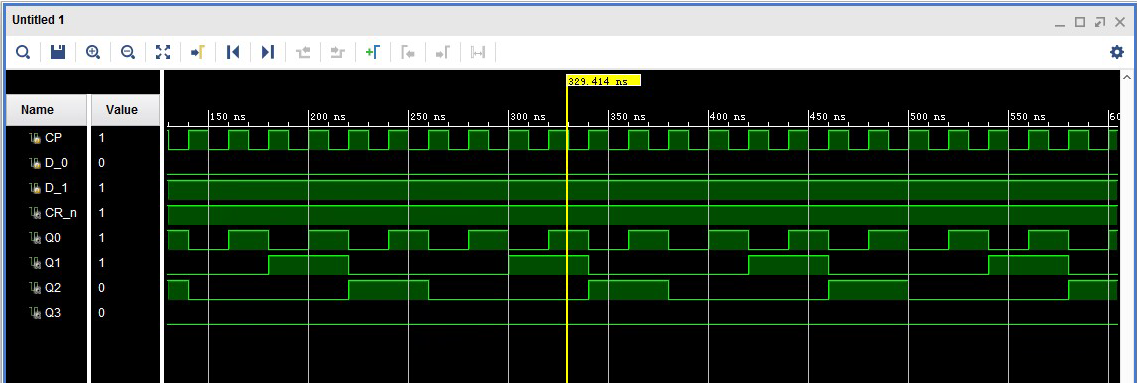 Untitled 1
329.414 ns
Name Value
150 ns 200 ns 250 ns 300 ns 400 ns 450 ns 500 ns 550 ns 60
CP 1
D_0 0
D_1 1
CR_n 1
Q0 1
Q1 1
Q2 0
Q3 0